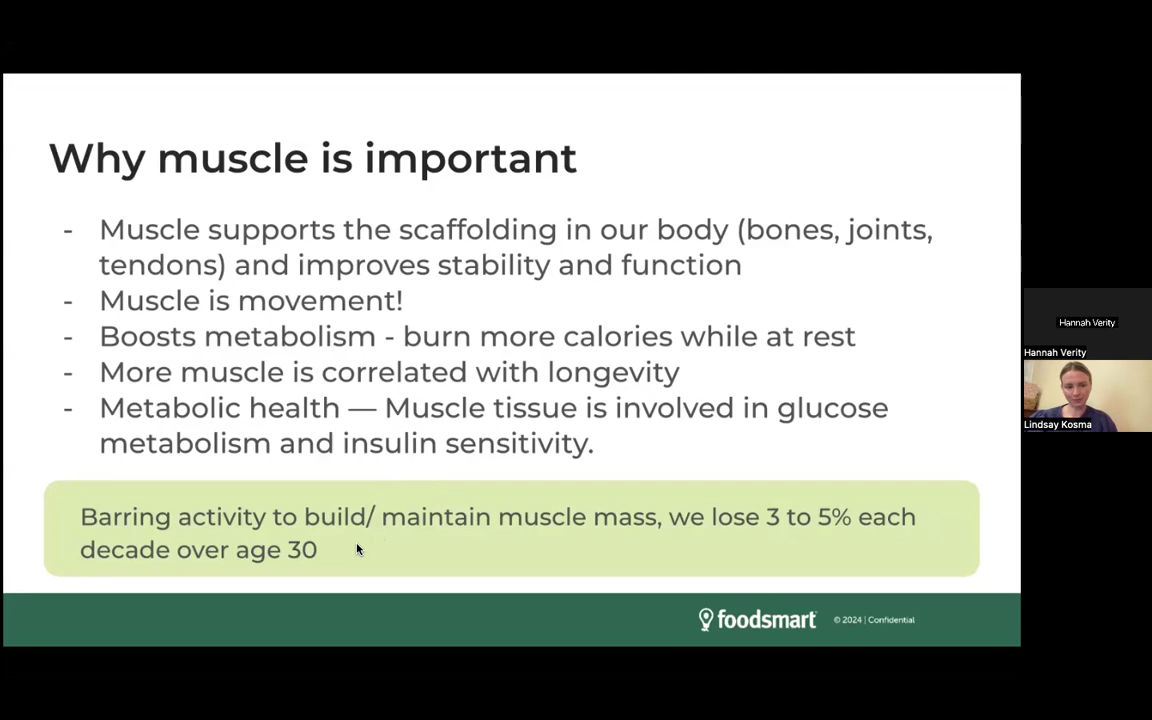 Why muscle is important
- Muscle supports the scaffolding in our body (bones, joints,
tendons) and improves stability and function
- Muscle is movement!
- Boosts metabolism - burn more calories while at rest
- More muscle is correlated with longevity
- Metabolic health — Muscle tissue is involved in glucose
metabolism and insulin sensitivity.
Barring activity to build/ maintain muscle mass, we lose 3 to 5% each
decade over age 30
foodsmart © 2024 | Confidential
Hannah Verity
Hannah Verity
Lindsay Kosma